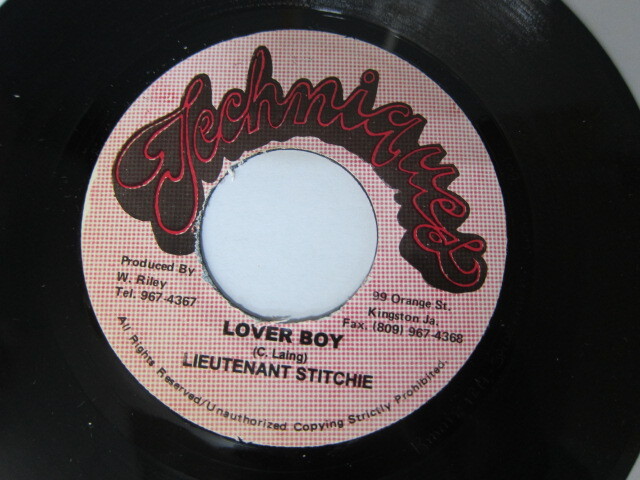 Techniques
Produced By
W. Riley
Tel. 967-4367
99 Orange St.
Kingston Ja.
Fax. (809) 967-4368
LOVER BOY
(C. Laing)
LIEUTENANT STITCHIE
All Rights Reserved/Unauthorized Copying Strictly Prohibited.